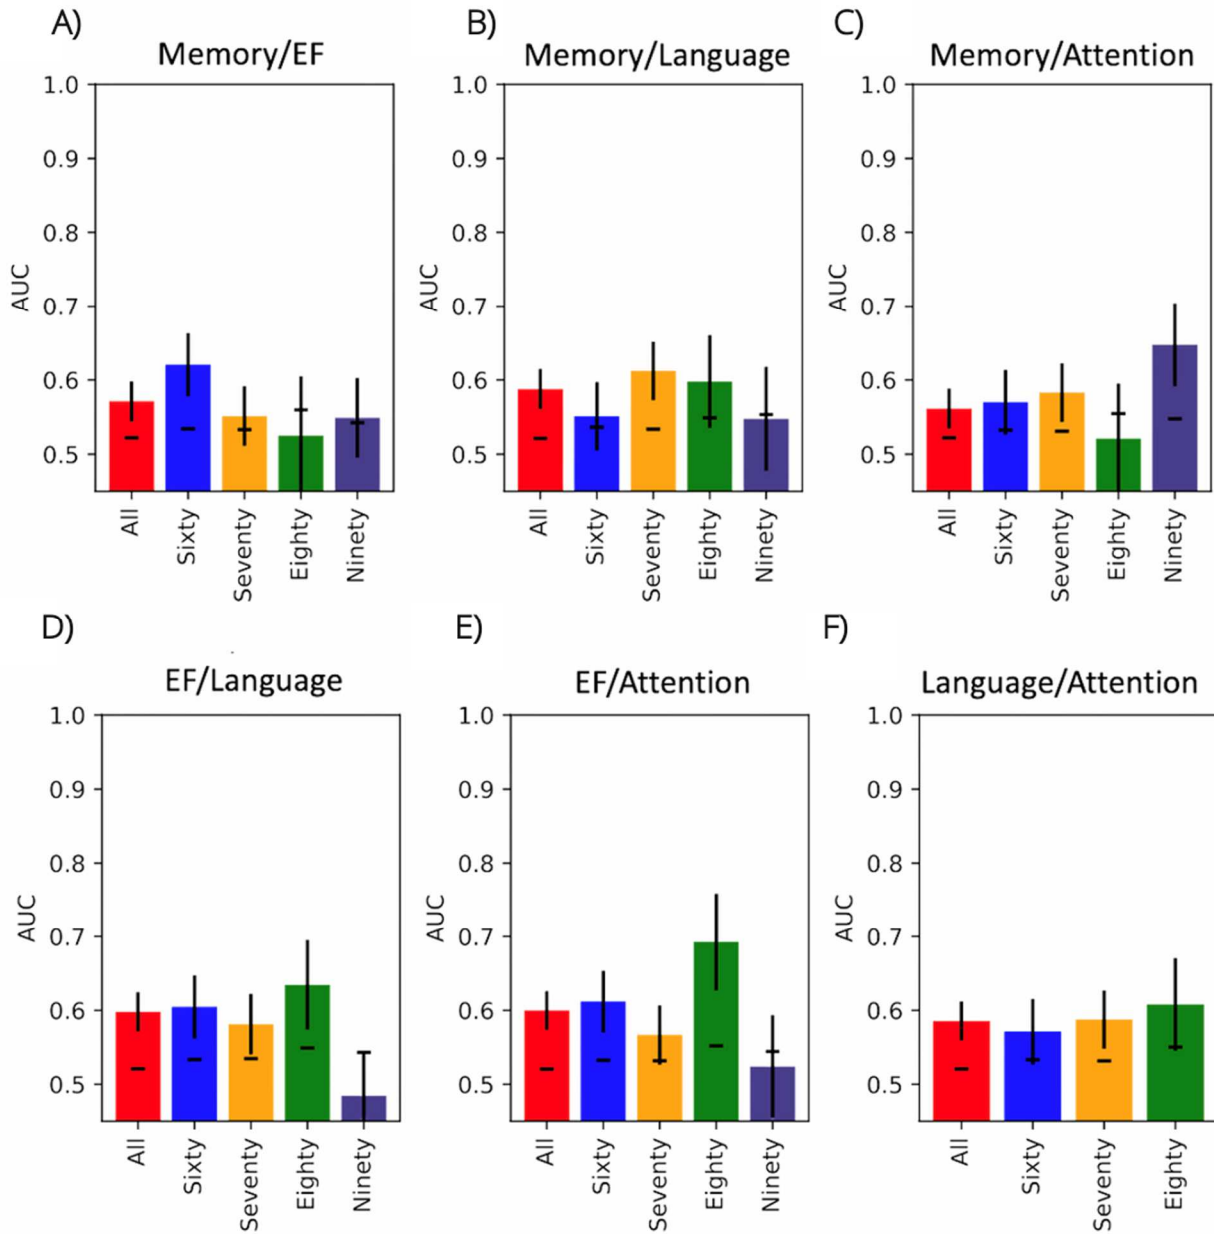 A)
Memory/EF
1.0
0.9
0.8
0.7
0.6
0.5
AUC
All
Sixty
Seventy
Eighty
Ninety
B)
Memory/Language
1.0
0.9
0.8
0.7
0.6
0.5
AUC
All
Sixty
Seventy
Eighty
Ninety
C)
Memory/Attention
1.0
0.9
0.8
0.7
0.6
0.5
AUC
All
Sixty
Seventy
Eighty
Ninety
D)
EF/Language
1.0
0.9
0.8
0.7
0.6
0.5
AUC
All
Sixty
Seventy
Eighty
Ninety
E)
EF/Attention
1.0
0.9
0.8
0.7
0.6
0.5
AUC
All
Sixty
Seventy
Eighty
Ninety
F)
Language/Attention
1.0
0.9
0.8
0.7
0.6
0.5
AUC
All
Sixty
Seventy
Eighty